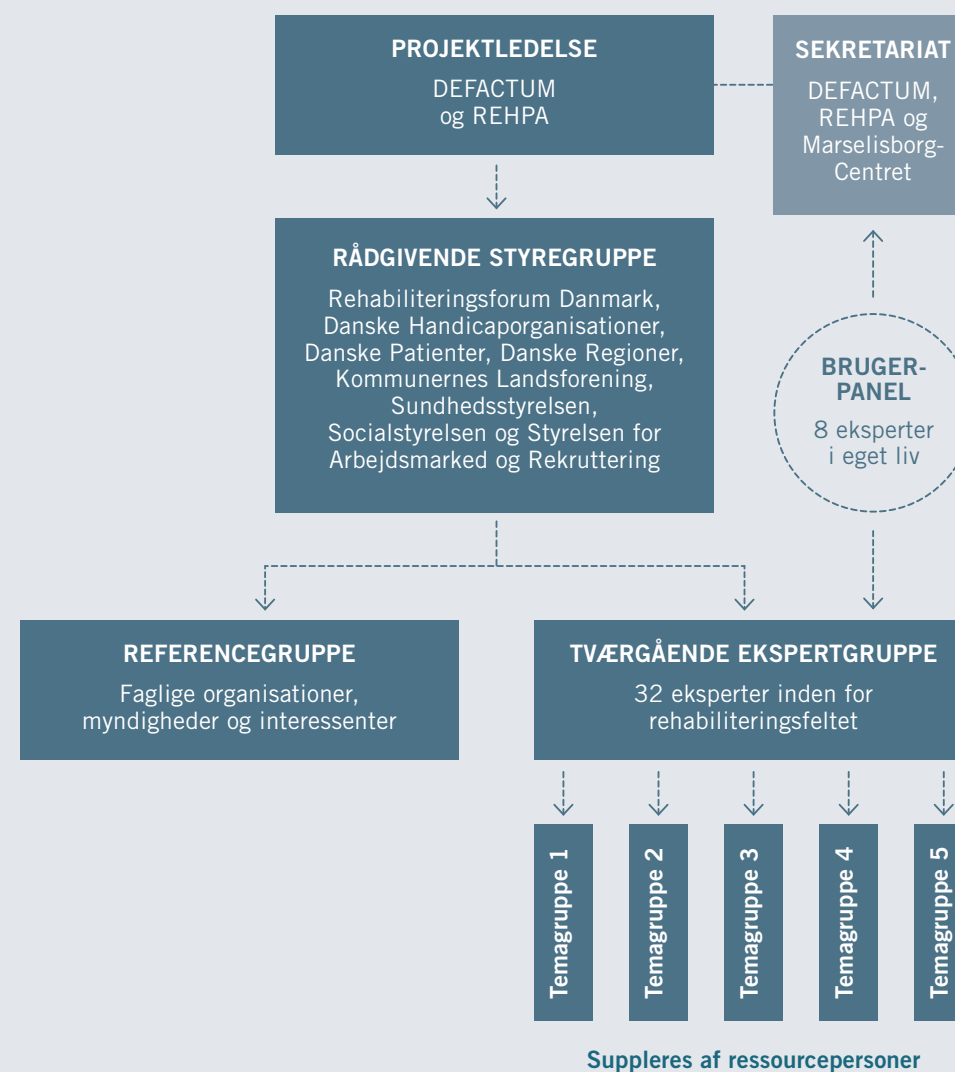 PROJEKTLEDELSE
DEFACTUM
og REHPA
SEKRETARIAT
DEFACTUM,
REHPA og
Marselisborg-
Centret
RÅDGIVENDE STYREGRUPPE
Rehabiliteringsforum Danmark,
Danske Handicaporganisationer,
Danske Patienter, Danske Regioner,
Kommunernes Landsforening,
Sundhedsstyrelsen,
Socialstyrelsen og Styrelsen for
Arbejdsmarked og Rekruttering
BRUGER-
PANEL
8 eksperter
i eget liv
REFERENCEGRUPPE
Faglige organisationer,
myndigheder og interessenter
TVÆRGÅENDE EKSPERTGRUPPE
32 eksperter inden for
rehabiliteringsfeltet
Temagruppe 1
Temagruppe 2
Temagruppe 3
Temagruppe 4
Temagruppe 5
Suppleres af ressourcepersoner